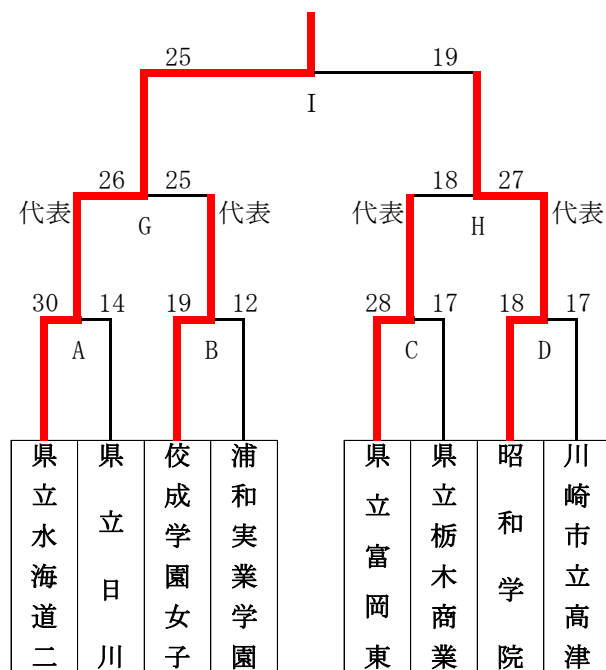 25 19
I
26 25 18 27
代表 代表 代表 代表
G H
30 14 19 12 28 17 18 17
A B C D
県立水海道二
県立日川
佼成学園女子
浦和実業学園
県立富岡東
県立栃木商業
昭和学院
川崎市立高津